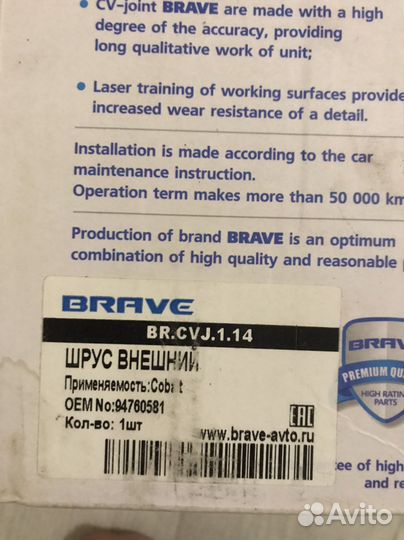 • CV-joint BRAVE are made with a high
degree of the accuracy, providing
long qualitative work of unit;
• Laser training of working surfaces provide
increased wear resistance of a detail.
Installation is made according to the car
maintenance instruction.
Operation term makes more than 50 000 km
Production of brand BRAVE is an optimum
combination of high quality and reasonable
BRAVE
BR.CVJ.1.14
ШРУС ВНЕШНИЙ
Применяемость:Cobalt
OEM No:94760581
Кол-во: 1шт
EAC
www.brave-avto.ru
BRAVE
PREMIUM QUA
HIGH RATIN
PARTS
tee of high
and re
Avito